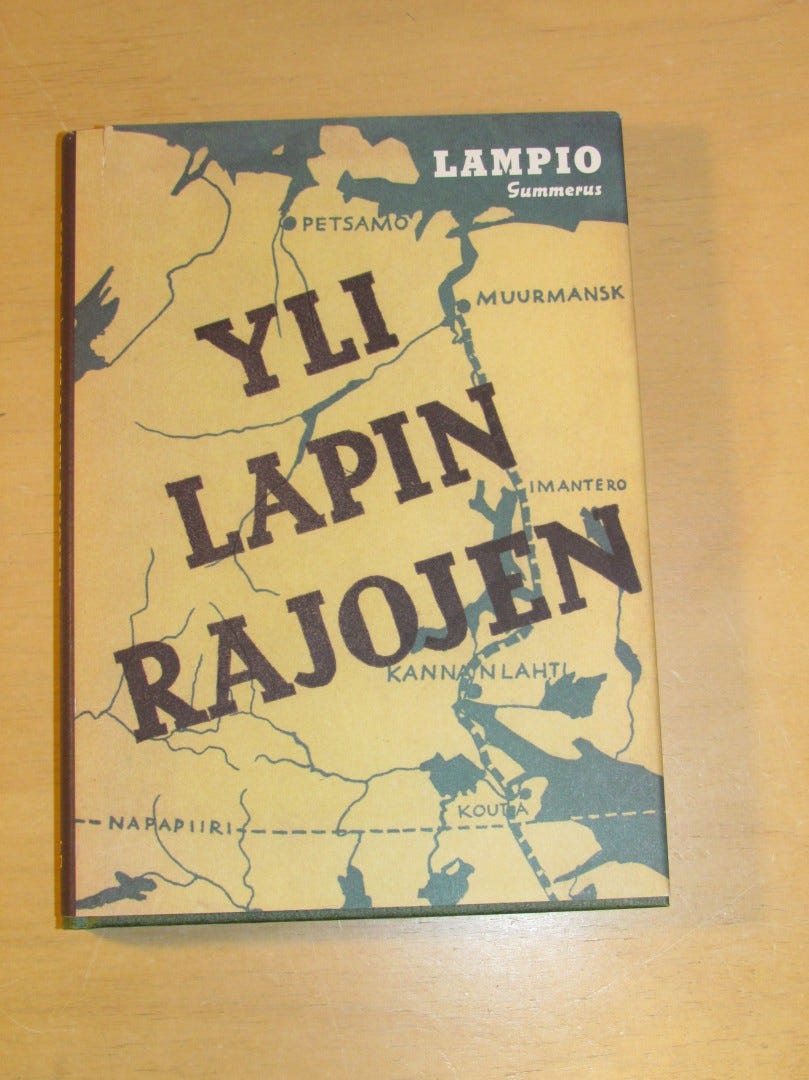 LAMPIO
Gummerus
PETSAMO
MUURMANSK
YLI
LAPIN
IMANTERO
RAJOJEN
KANNANLAHTI
KOUTA
NAPAPIIRI